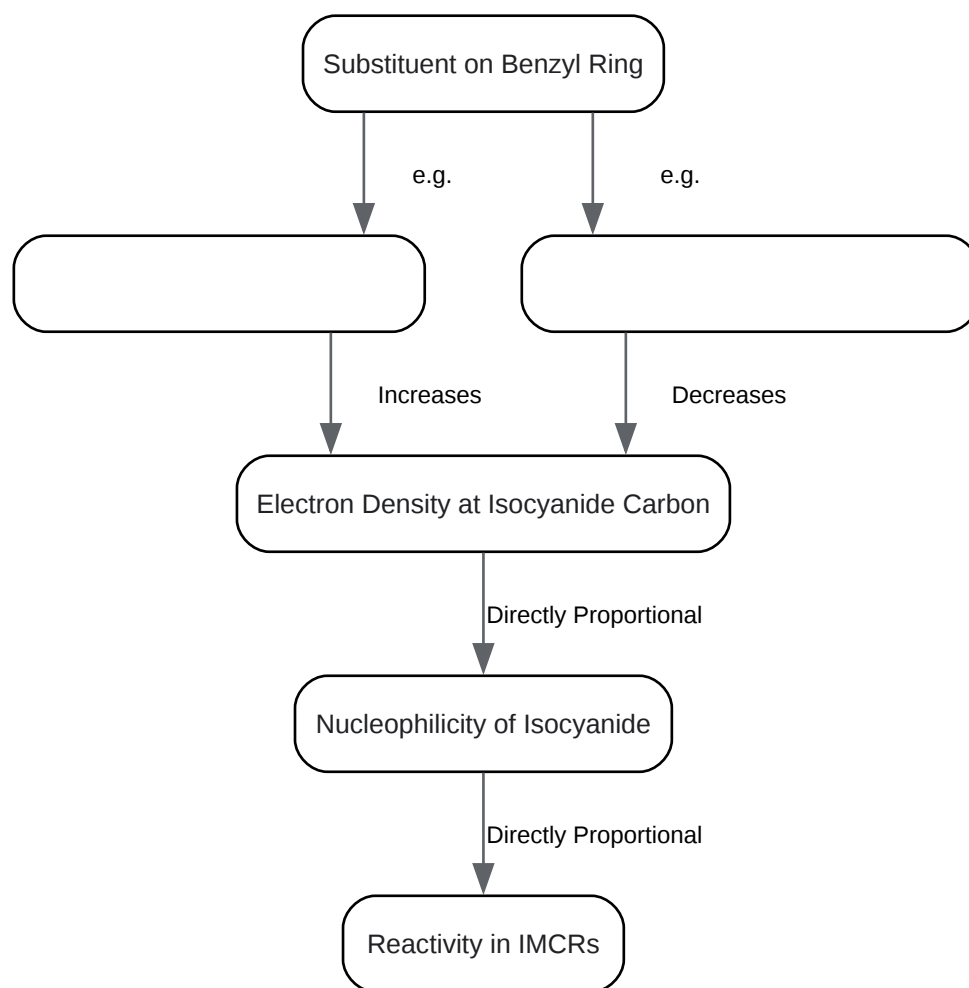 Substituent on Benzyl Ring
e.g.
e.g.
Increases
Decreases
Electron Density at Isocyanide Carbon
Directly Proportional
Nucleophilicity of Isocyanide
Directly Proportional
Reactivity in IMCRs